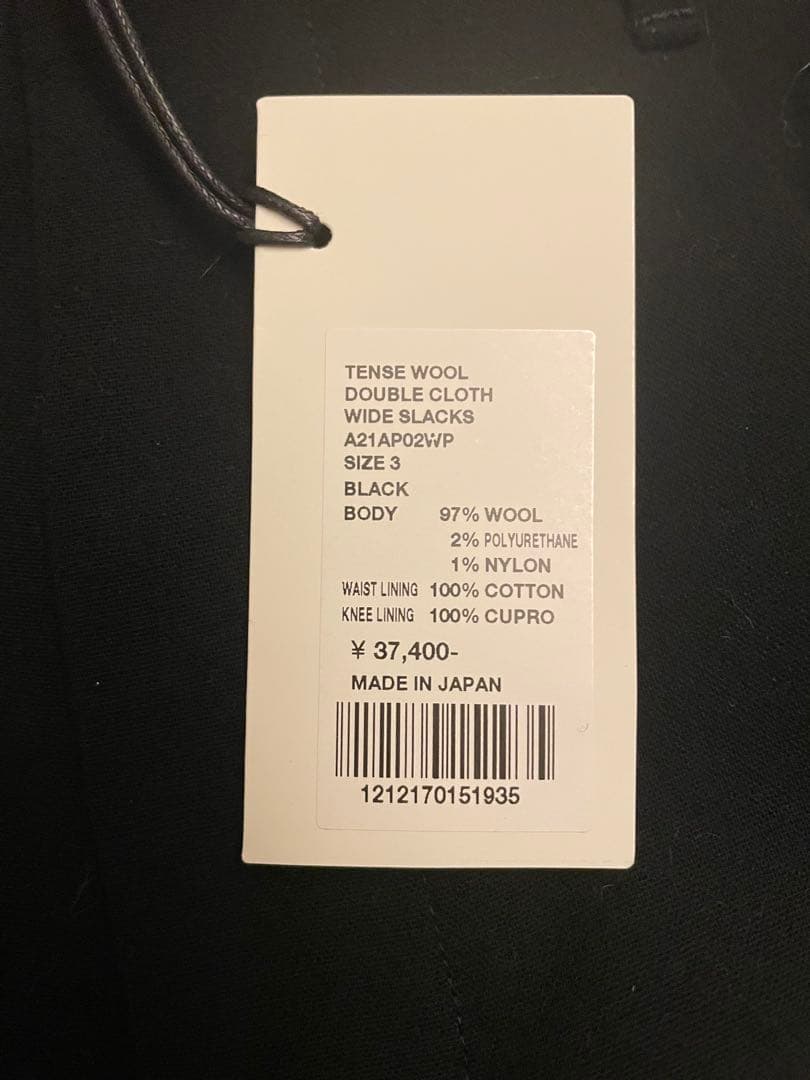 TENSE WOOL
DOUBLE CLOTH
WIDE SLACKS
A21AP02WP
SIZE 3
BLACK
BODY 97% WOOL
2% POLYURETHANE
1% NYLON
WAIST LINING 100% COTTON
KNEE LINING 100% CUPRO
¥ 37,400-
MADE IN JAPAN
1212170151935